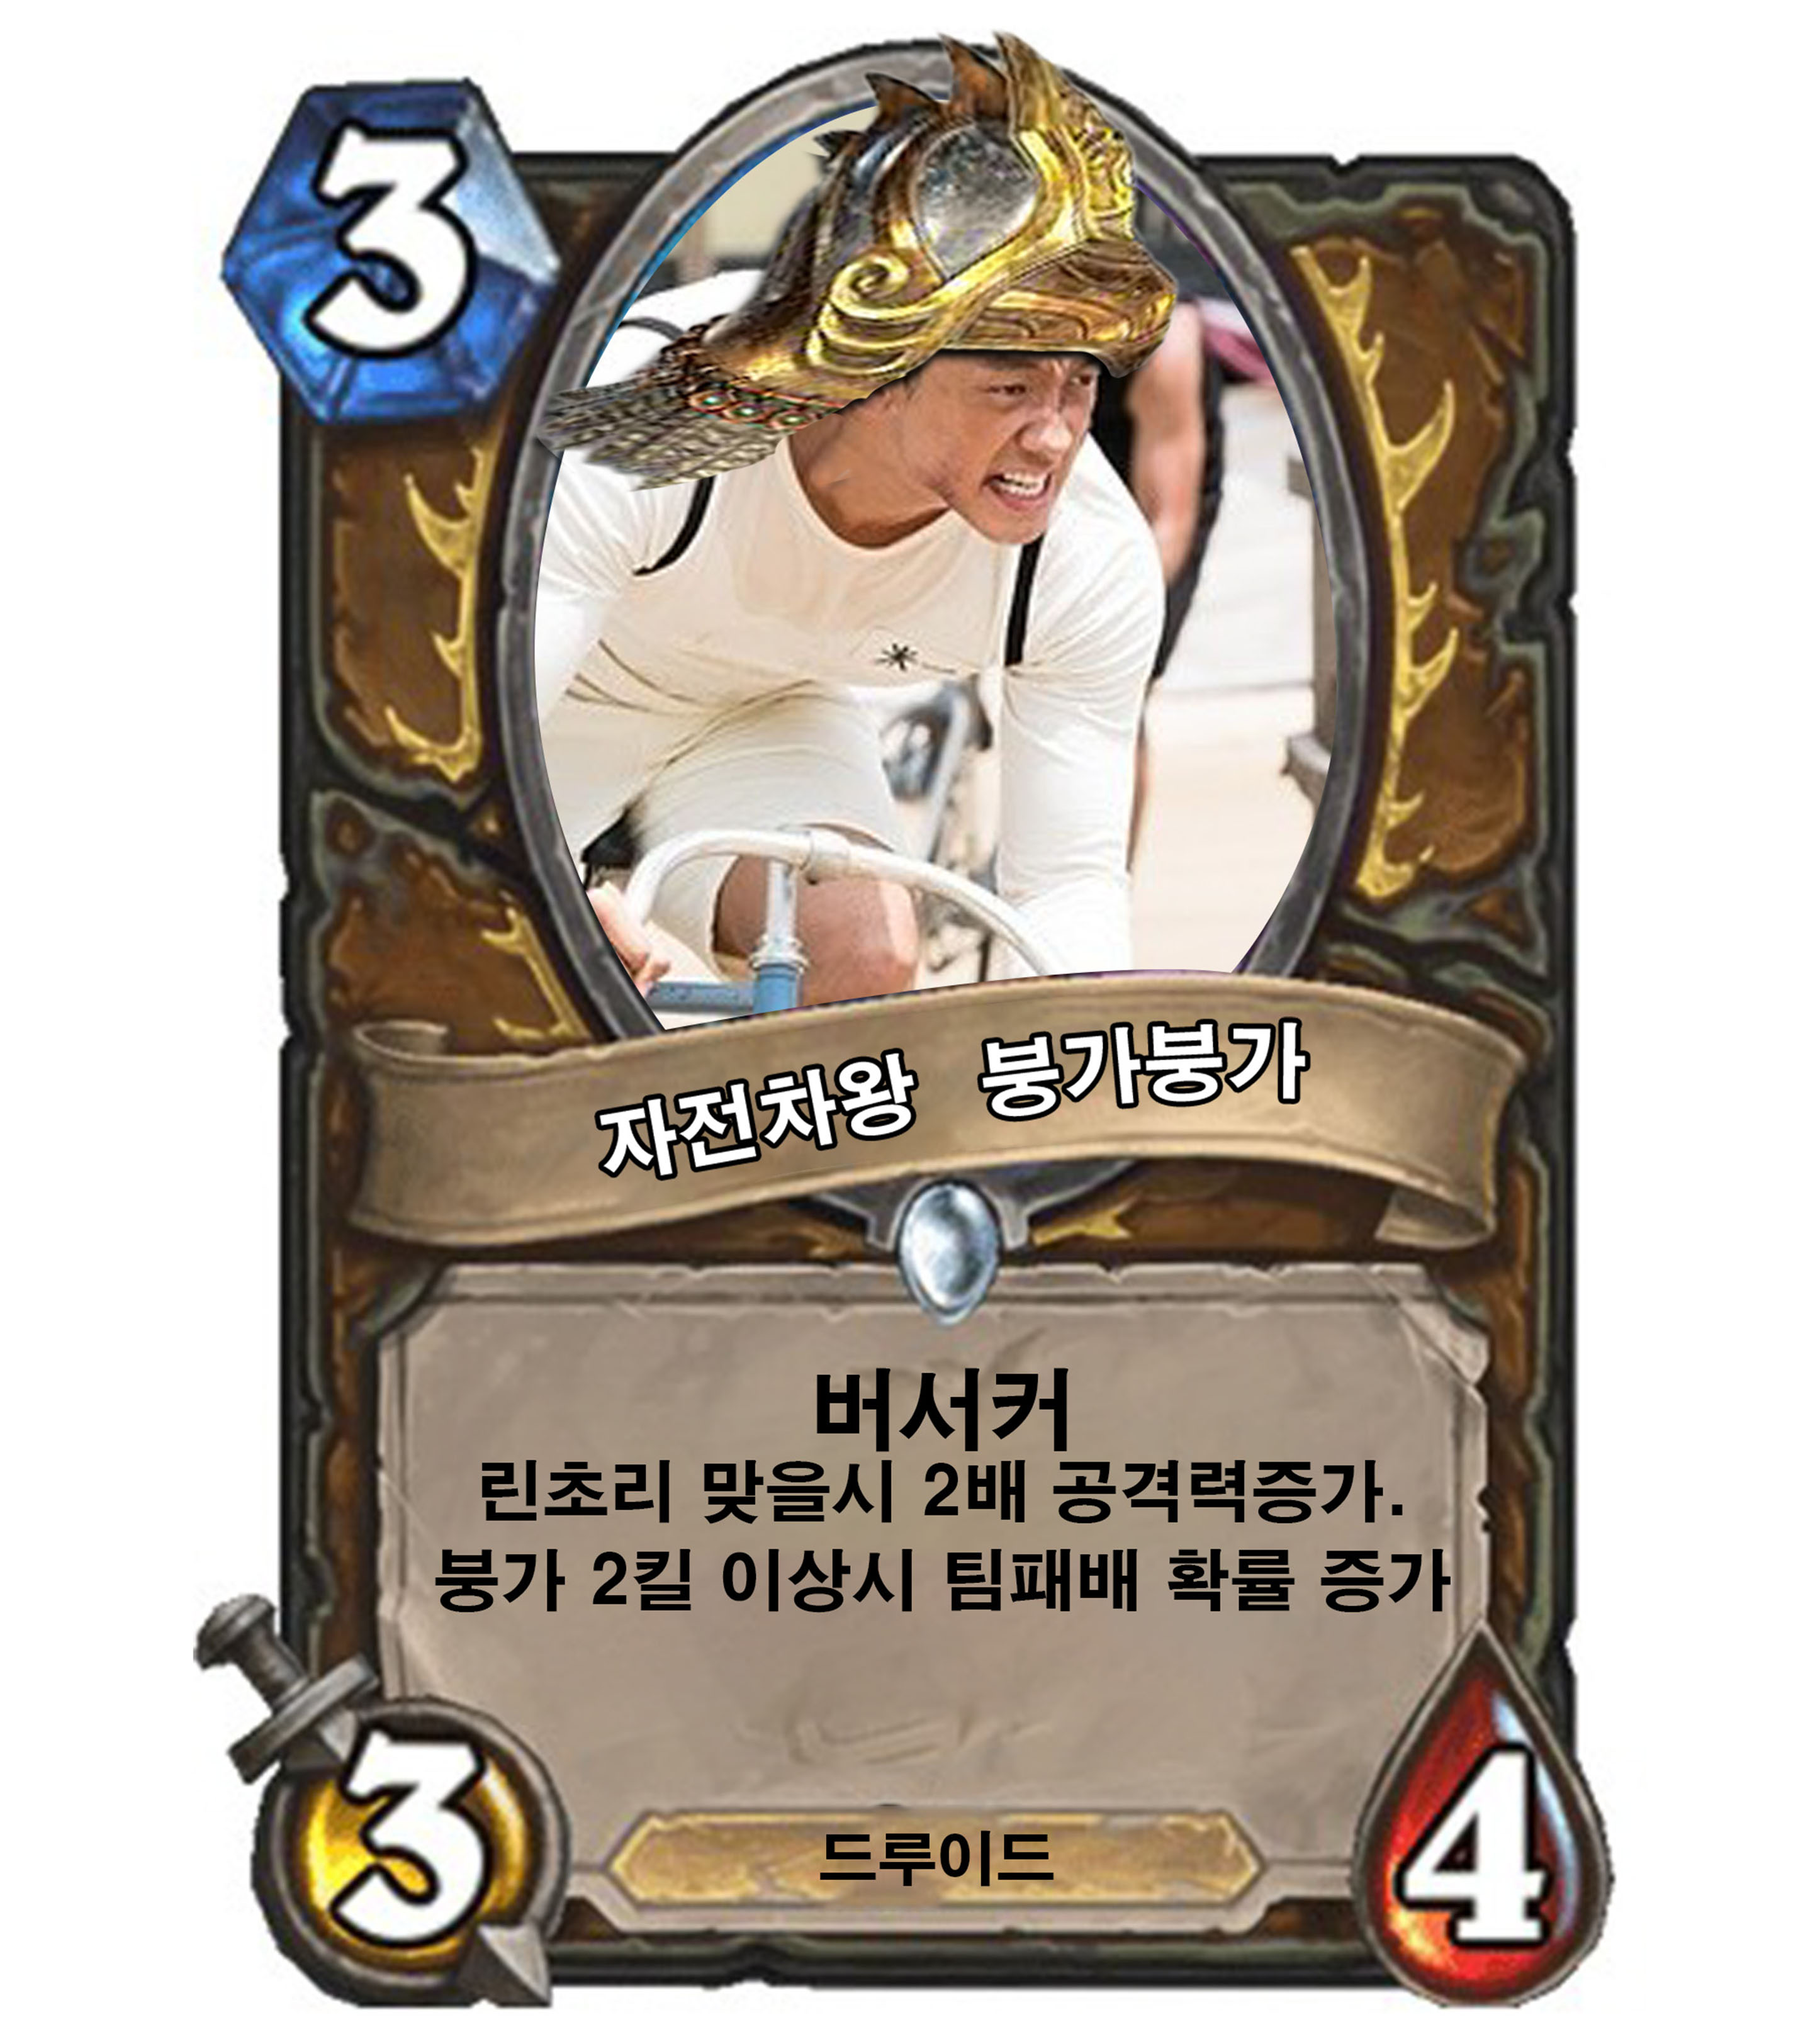 3
자전차왕 붕가붕가
버서커
린초리 맞을시 2배 공격력증가.
붕가 2킬 이상시 팀패배 확률 증가
3
드루이드
4